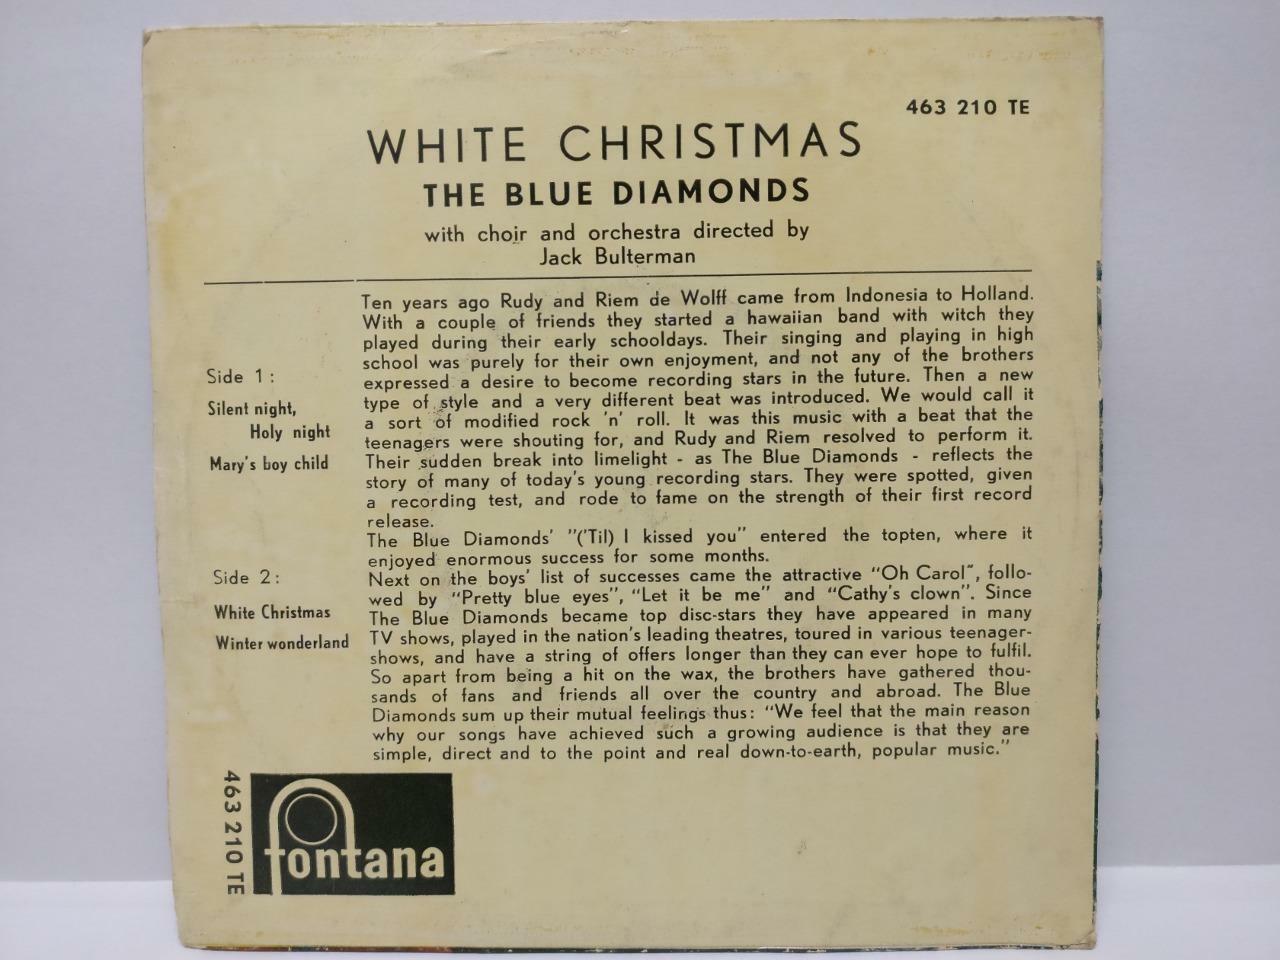 463 210 TE
WHITE CHRISTMAS
THE BLUE DIAMONDS
with choir and orchestra directed by
Jack Bulterman
Side 1:
Silent night,
Holy night
Mary's boy child
Side 2:
White Christmas
Winter wonderland
Ten years ago Rudy and Riem de Wolff came from Indonesia to Holland.
With a couple of friends they started a hawaiian band with witch they
played during their early schooldays. Their singing and playing in high
school was purely for their own enjoyment, and not any of the brothers
expressed a desire to become recording stars in the future. Then a new
type of style and a very different beat was introduced. We would call it
a sort of modified rock 'n' roll. It was this music with a beat that the
teenagers were shouting for, and Rudy and Riem resolved to perform it.
Their sudden break into limelight - as The Blue Diamonds - reflects the
story of many of today's young recording stars. They were spotted, given
a recording test, and rode to fame on the strength of their first record
release.
The Blue Diamonds' "('Til) I kissed you" entered the topten, where it
enjoyed enormous success for some months.
Next on the boys' list of successes came the attractive "Oh Carol", follo-
wed by "Pretty blue eyes", "Let it be me" and "Cathy's clown". Since
The Blue Diamonds became top disc-stars they have appeared in many
TV shows, played in the nation's leading theatres, toured in various teenager-
shows, and have a string of offers longer than they can ever hope to fulfil.
So apart from being a hit on the wax, the brothers have gathered thou-
sands of fans and friends all over the country and abroad. The Blue
Diamonds sum up their mutual feelings thus: "We feel that the main reason
why our songs have achieved such a growing audience is that they are
simple, direct and to the point and real down-to-earth, popular music."
463 210 TE
fontana